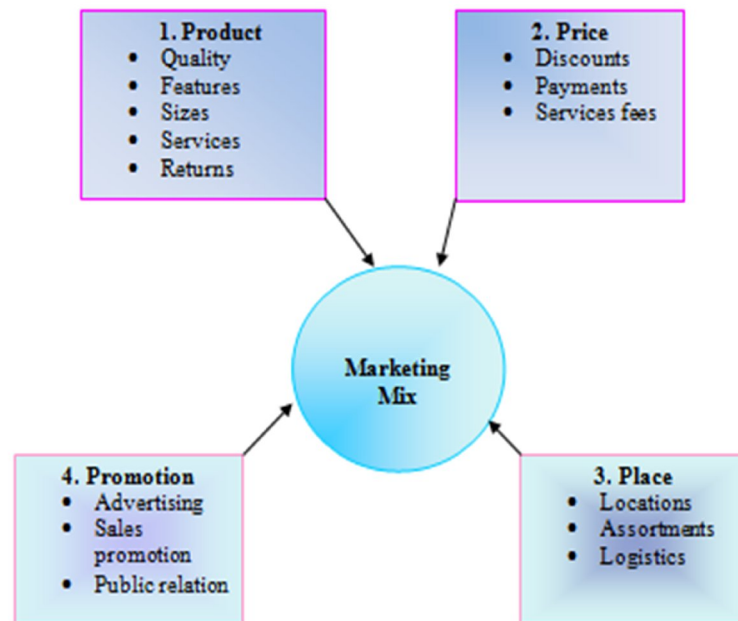 1. Product
• Quality
• Features
• Sizes
• Services
• Returns
2. Price
• Discounts
• Payments
• Services fees
Marketing
Mix
4. Promotion
• Advertising
• Sales
promotion
• Public relation
3. Place
• Locations
• Assortments
• Logistics